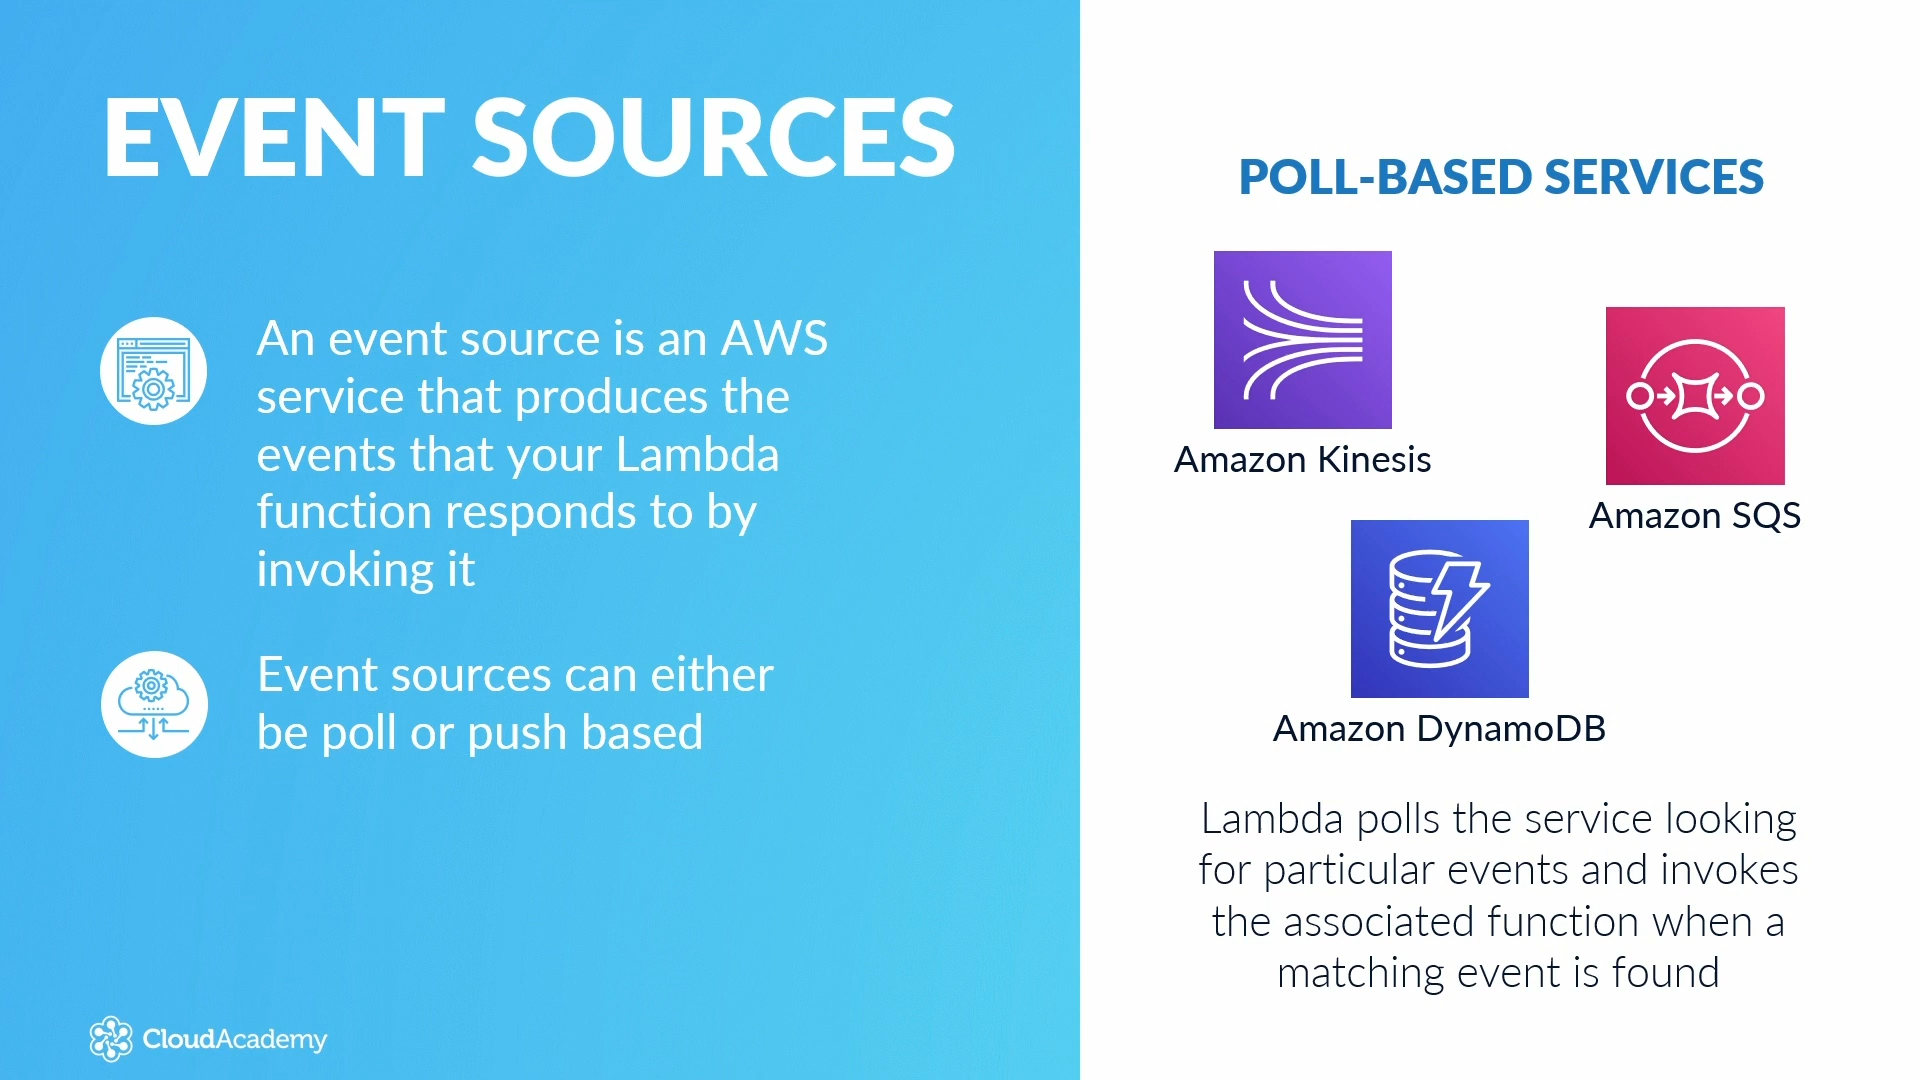 EVENT SOURCES
An event source is an AWS
service that produces the
events that your Lambda
function responds to by
invoking it
Event sources can either
be poll or push based
CloudAcademy
POLL-BASED SERVICES
Amazon Kinesis
Amazon SQS
Amazon DynamoDB
Lambda polls the service looking
for particular events and invokes
the associated function when a
matching event is found